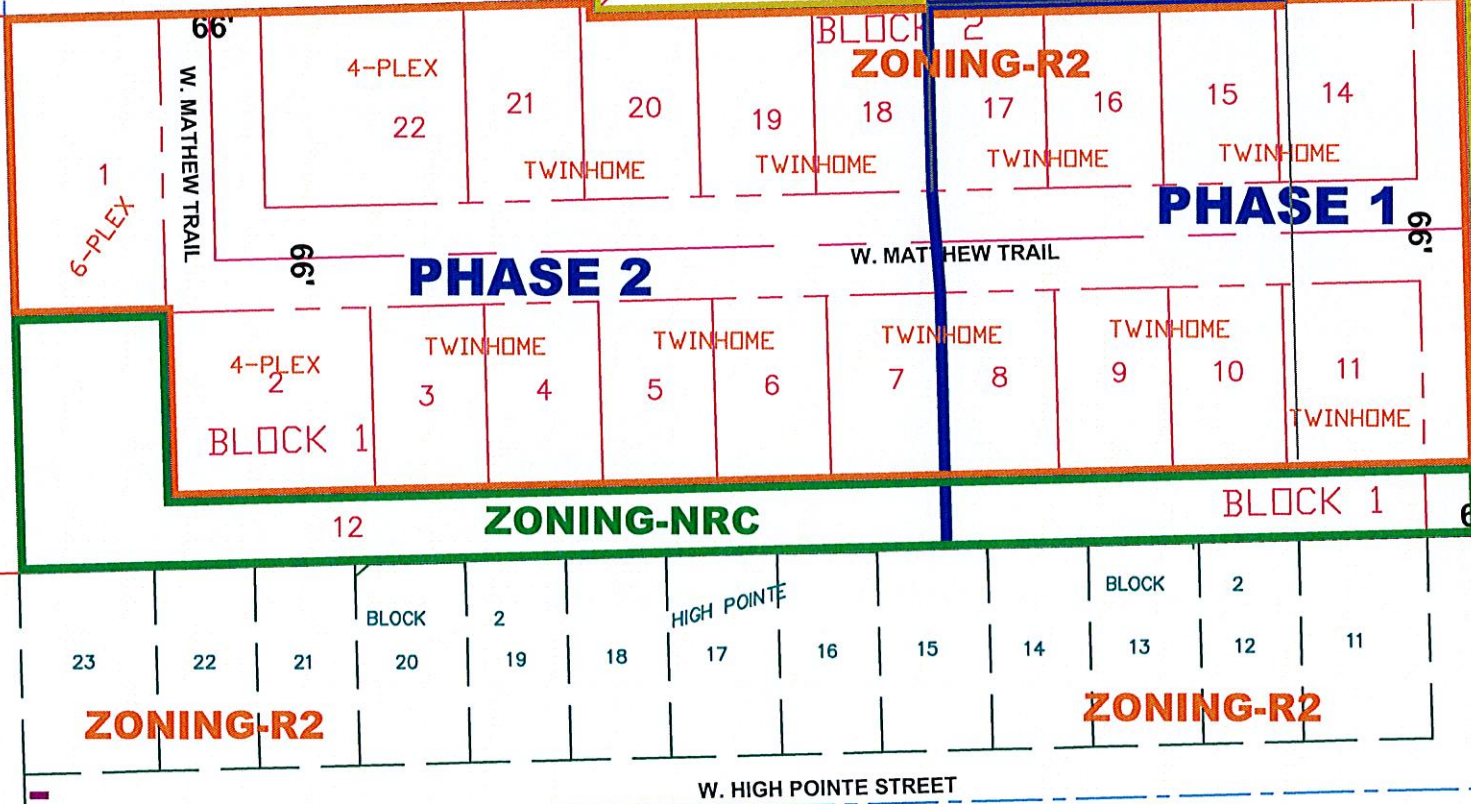 66'
BLOCK 2
ZONING-R2
4-PLEX
22
21
20
19
18
17
16
15
14
TWINHOME
TWINHOME
TWINHOME
TWINHOME
W. MATHEW TRAIL
1
6-PLEX
PHASE 1
66'
66'
PHASE 2
W. MATTHEW TRAIL
TWINHOME
TWINHOME
TWINHOME
TWINHOME
4-PLEX
2
3
4
5
6
7
8
9
10
11
TWINHOME
BLOCK 1
BLOCK 1
12
ZONING-NRC
BLOCK 2
HIGH POINTE
BLOCK 2
23
22
21
20
19
18
17
16
15
14
13
12
11
ZONING-R2
ZONING-R2
W. HIGH POINTE STREET